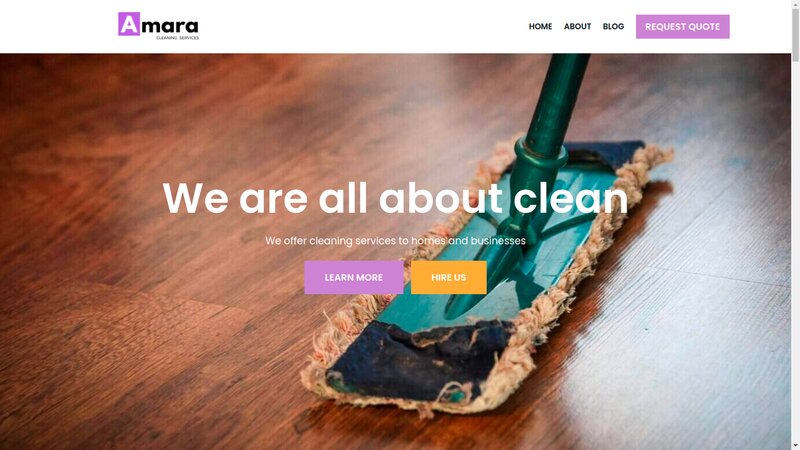 Amara
CLEANING SERVICES
HOME ABOUT BLOG REQUEST QUOTE
We are all about clean
We offer cleaning services to homes and businesses
LEARN MORE HIRE US